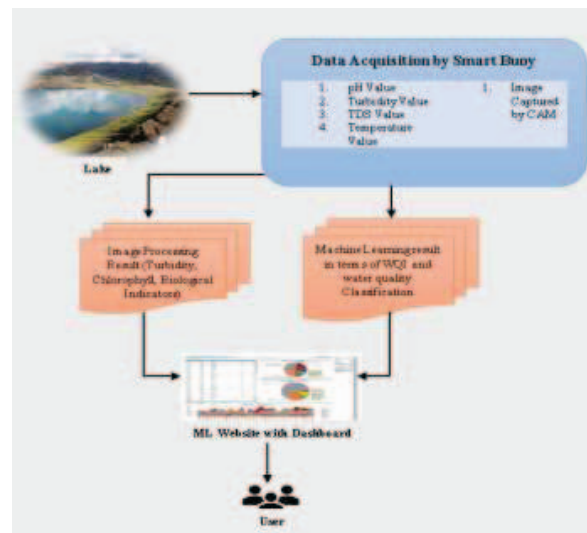 Data Acquisition by Smart Buoy
1. pH Value
2. Turbidity Value
3. TDS Value
4. Temperature
Value
1. Image
Captured
by CAM
Lake
Image Processing
Result (Turbidity,
Chlorophyll, Biological
Indicators)
Machine Learning result
in terms of WQI and
water quality
Classification
ML Website with Dashboard
User